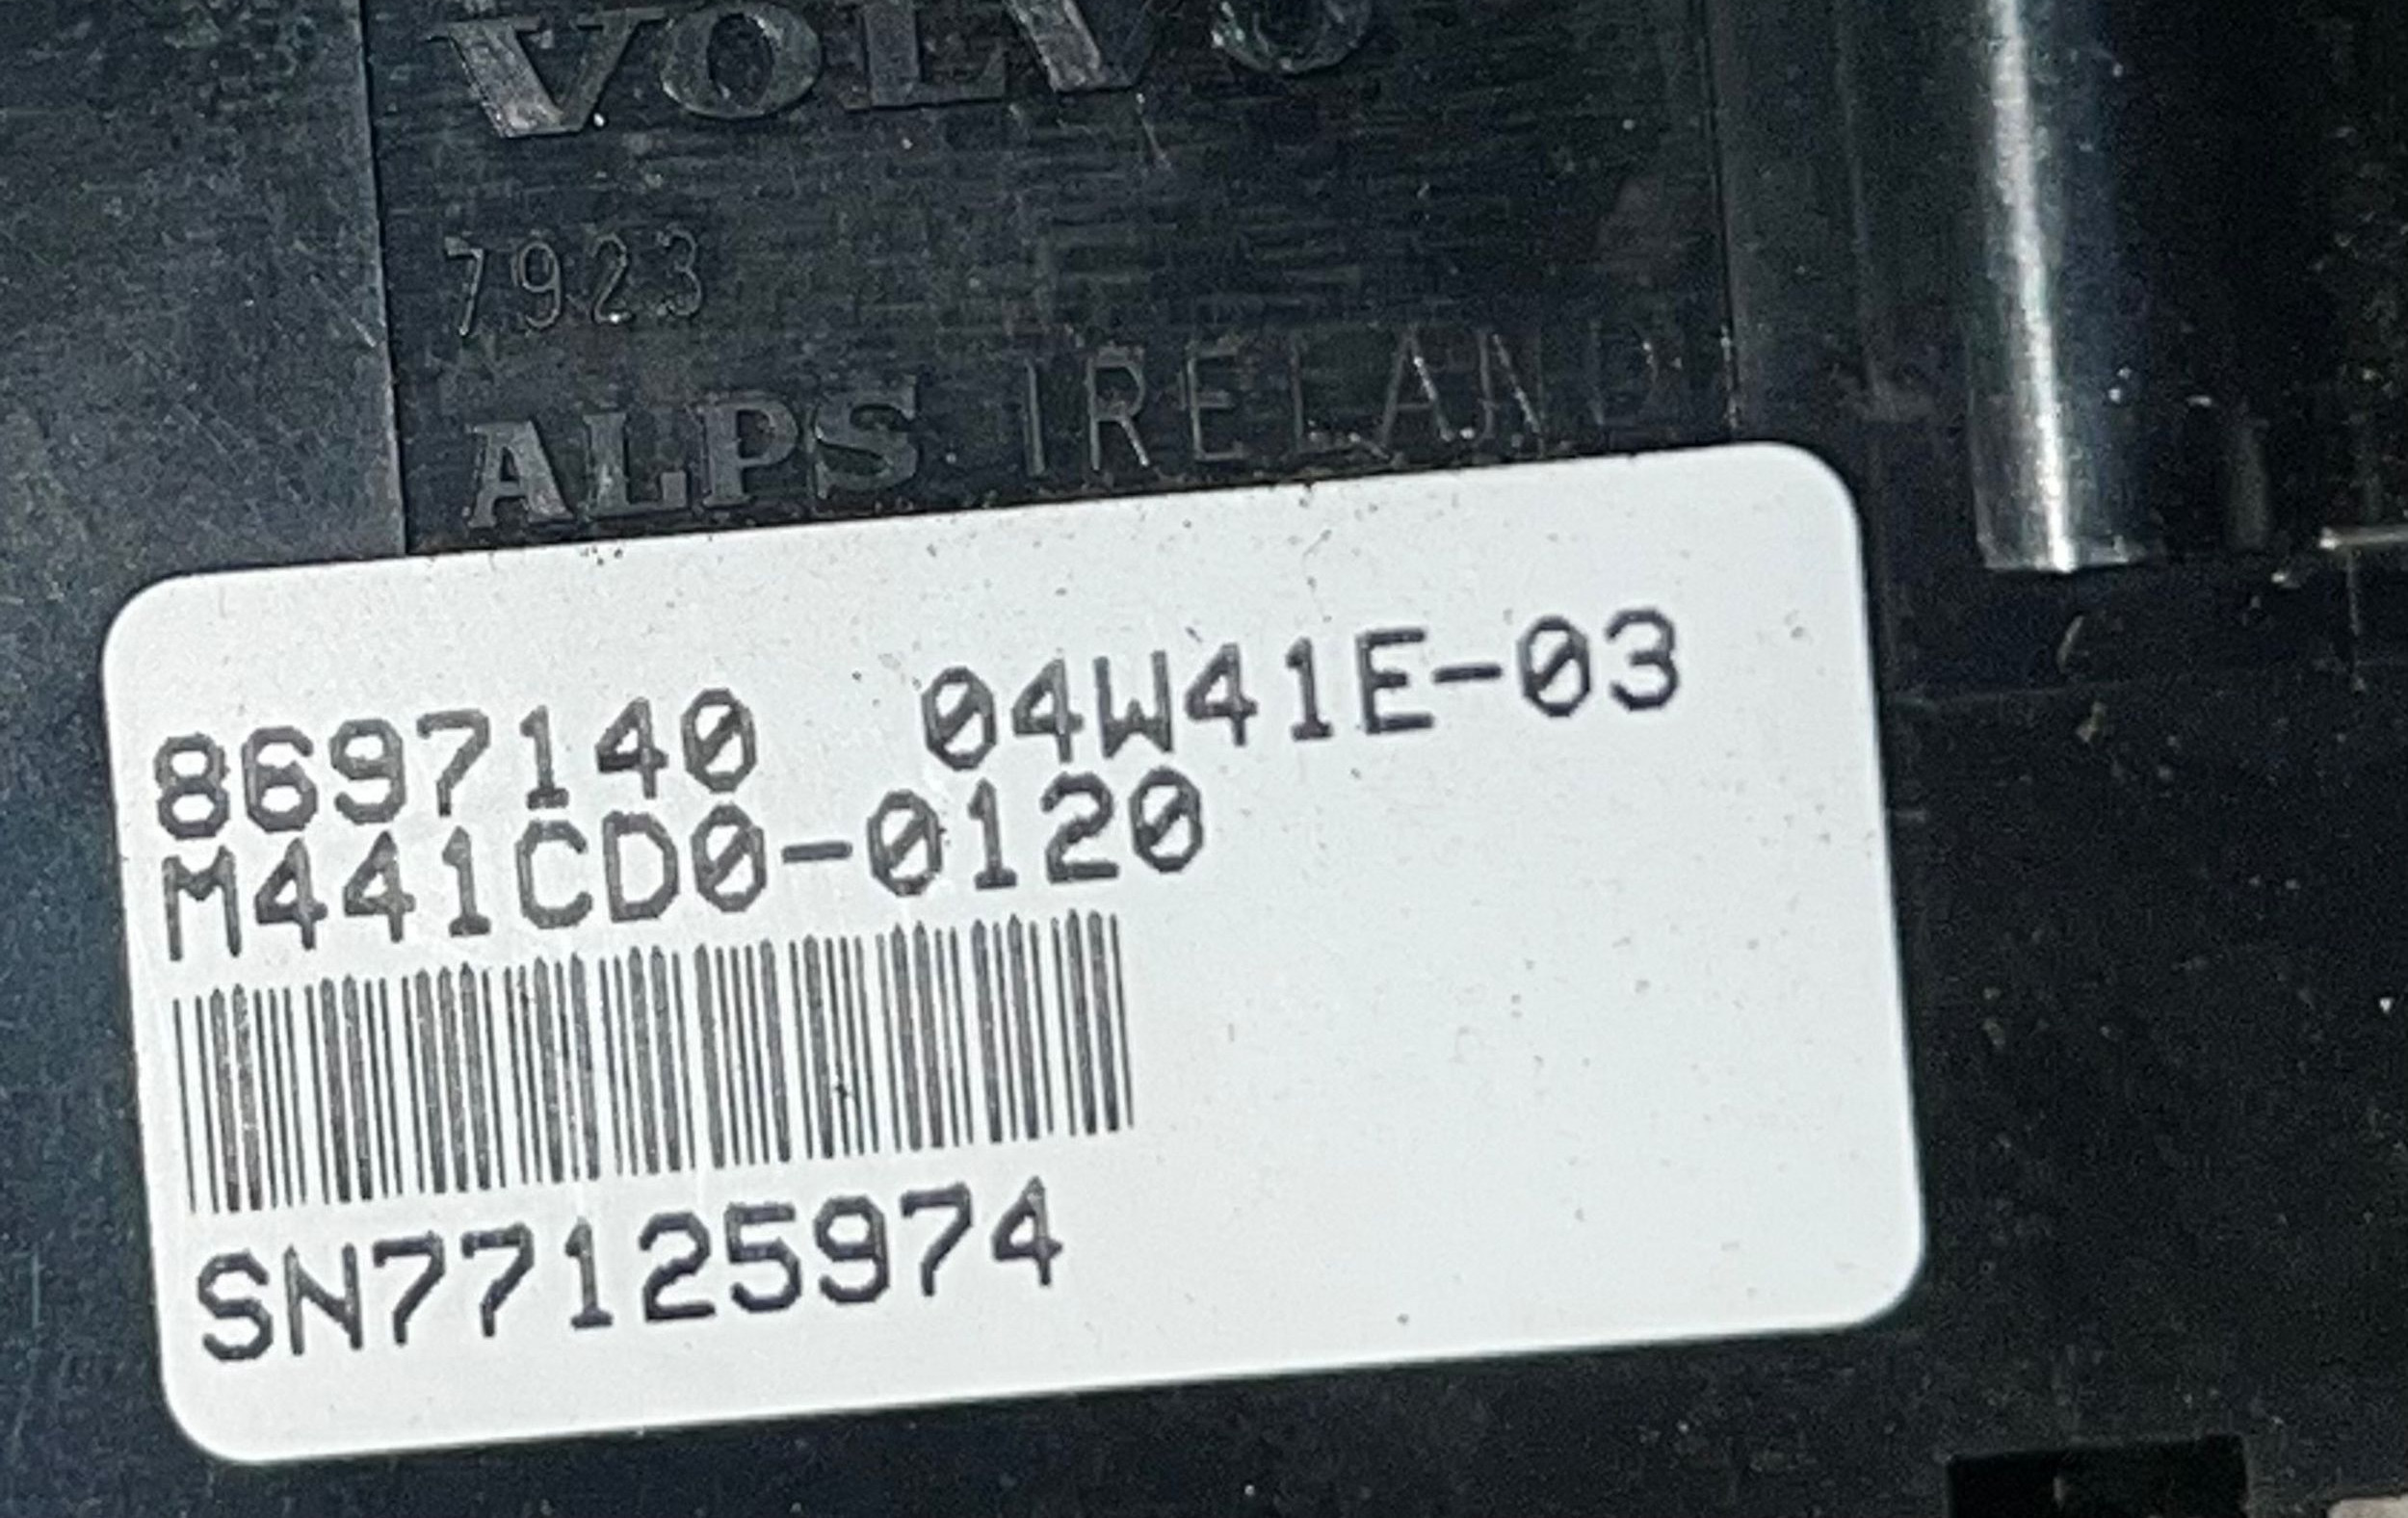 VOLVO
7923
ALPS IRELAND
8697140 04W41E-03
M441CD0-0120
SN77125974